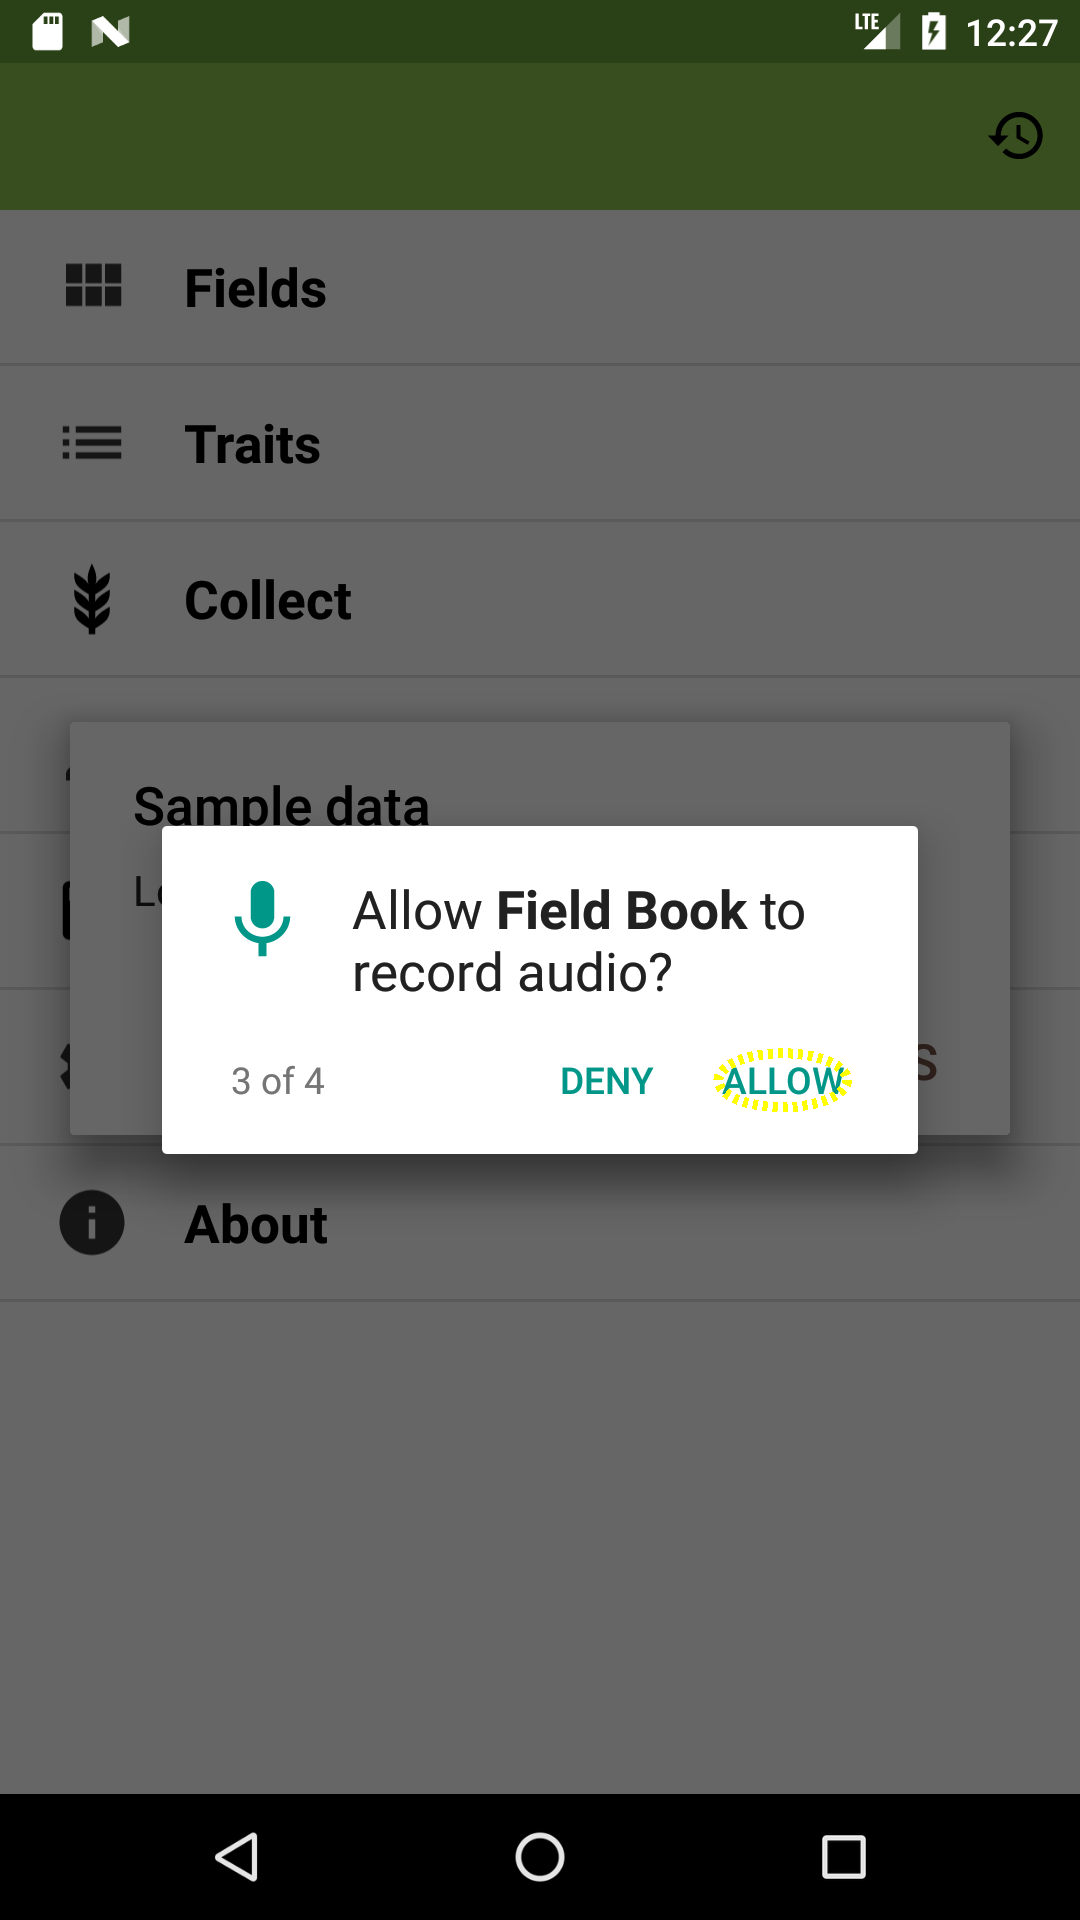 LTE 12:27
Fields
Traits
Collect
Sample data
Allow Field Book to
record audio?
3 of 4
DENY
ALLOW
About